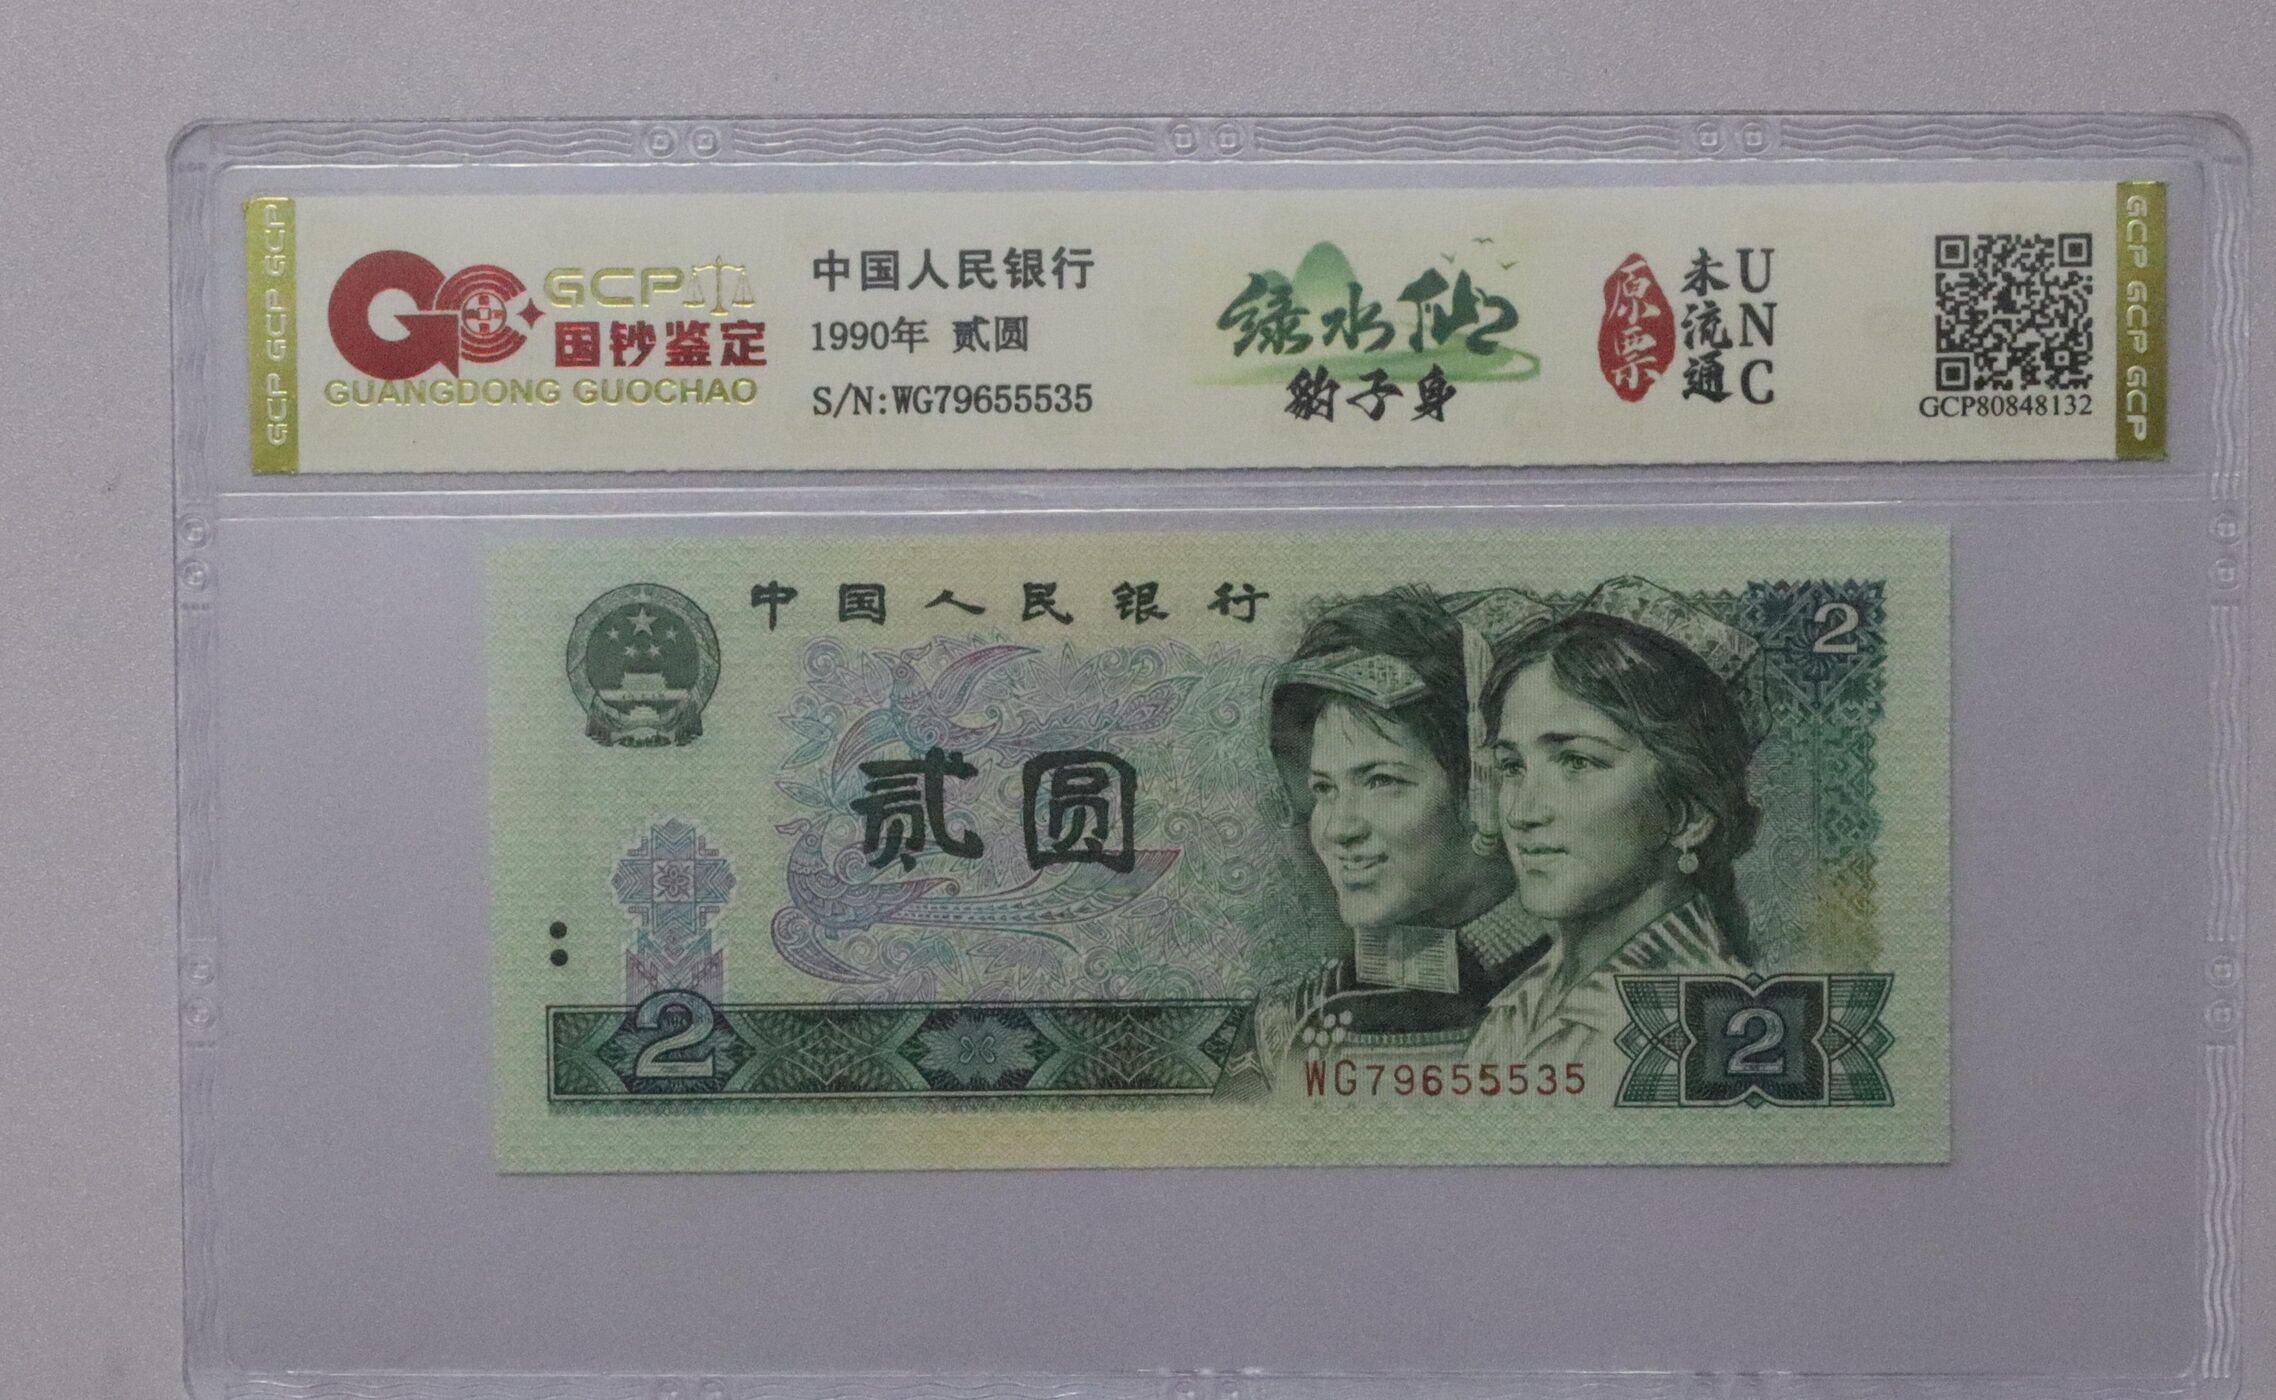 GCP GCP GCP
GCP
国钞鉴定
GUANGDONG GUOCHAO
中国人民银行
1990年 贰圆
S/N:WG79655535
绿水仙
豹子身
原票
未流通
UNC
GCP80848132
GCP GCP GCP
中国人民银行
2
贰圆
2
2
WG79655535